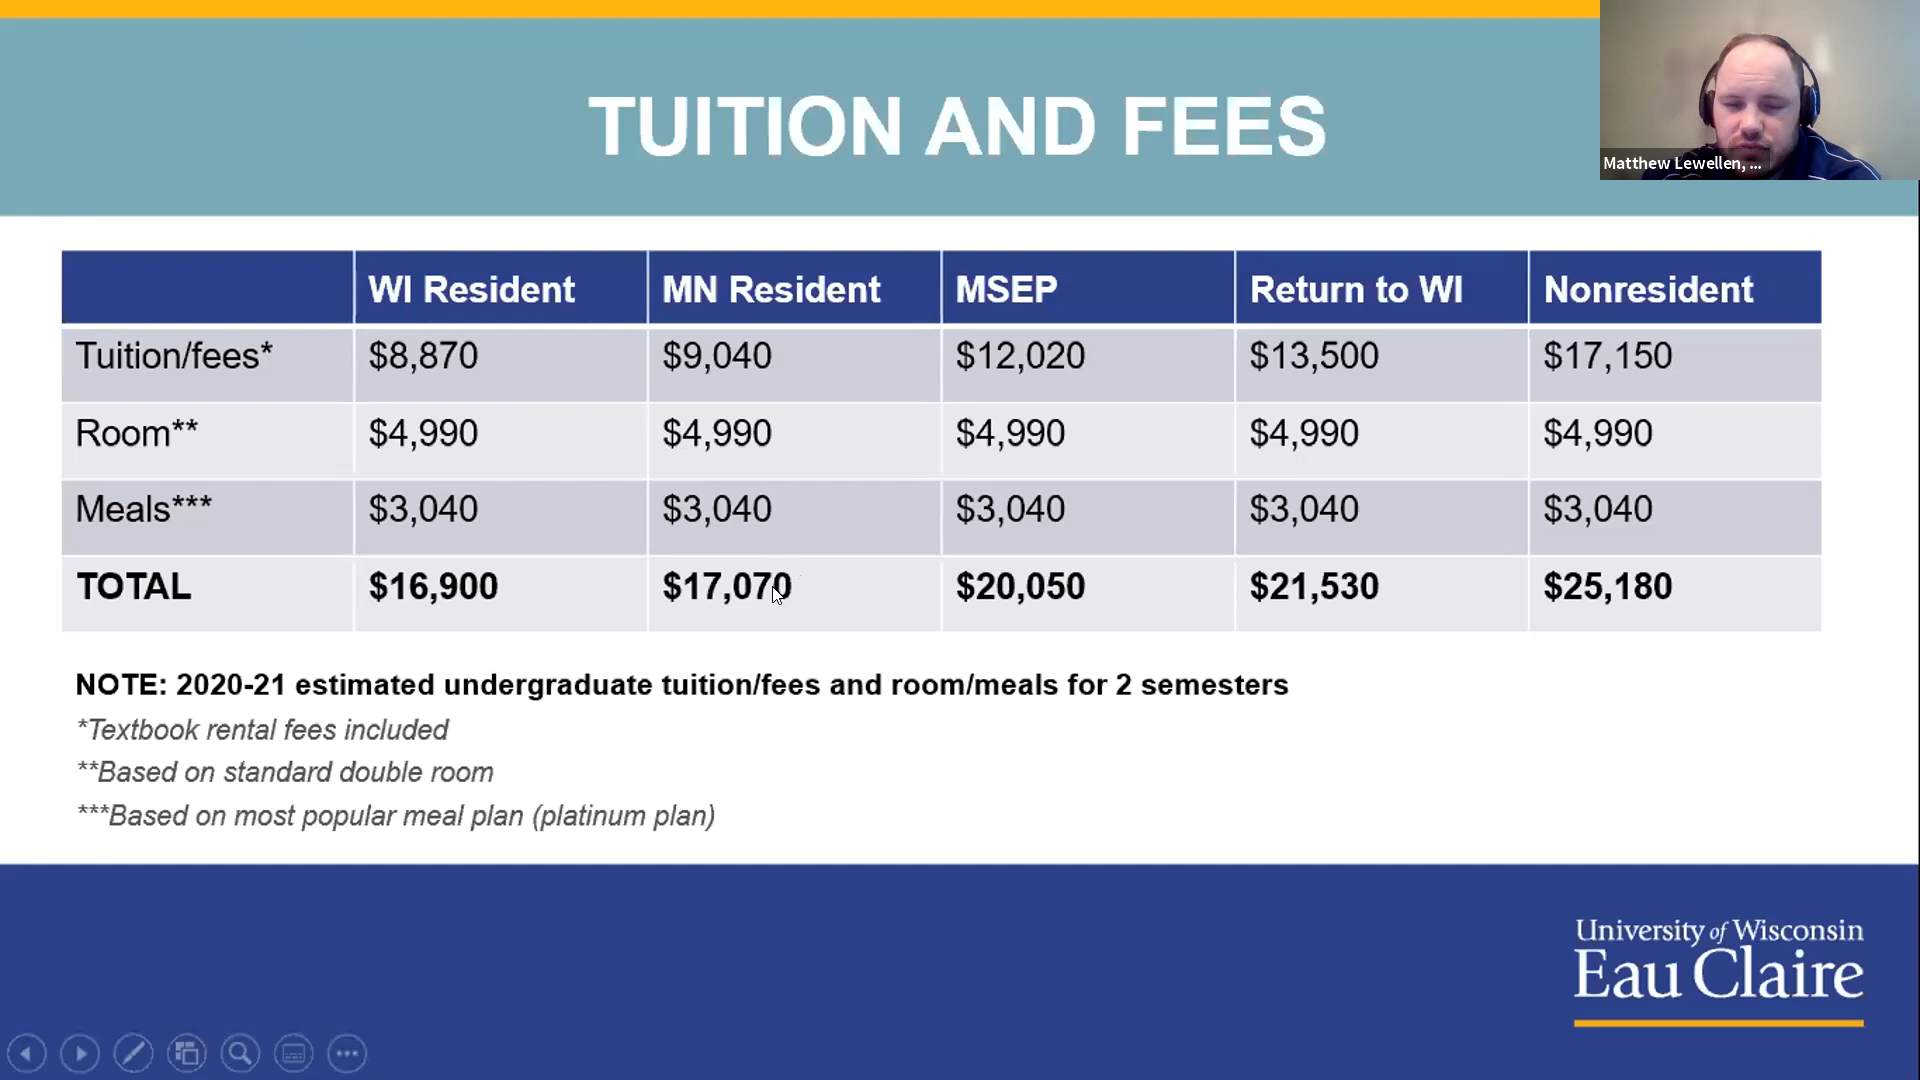 TUITION AND FEES
Matthew Lewellen, ...
WI Resident MN Resident MSEP Return to WI Nonresident
Tuition/fees* $8,870 $9,040 $12,020 $13,500 $17,150
Room** $4,990 $4,990 $4,990 $4,990 $4,990
Meals*** $3,040 $3,040 $3,040 $3,040 $3,040
TOTAL $16,900 $17,070 $20,050 $21,530 $25,180
NOTE: 2020-21 estimated undergraduate tuition/fees and room/meals for 2 semesters
*Textbook rental fees included
**Based on standard double room
***Based on most popular meal plan (platinum plan)
University of Wisconsin
Eau Claire